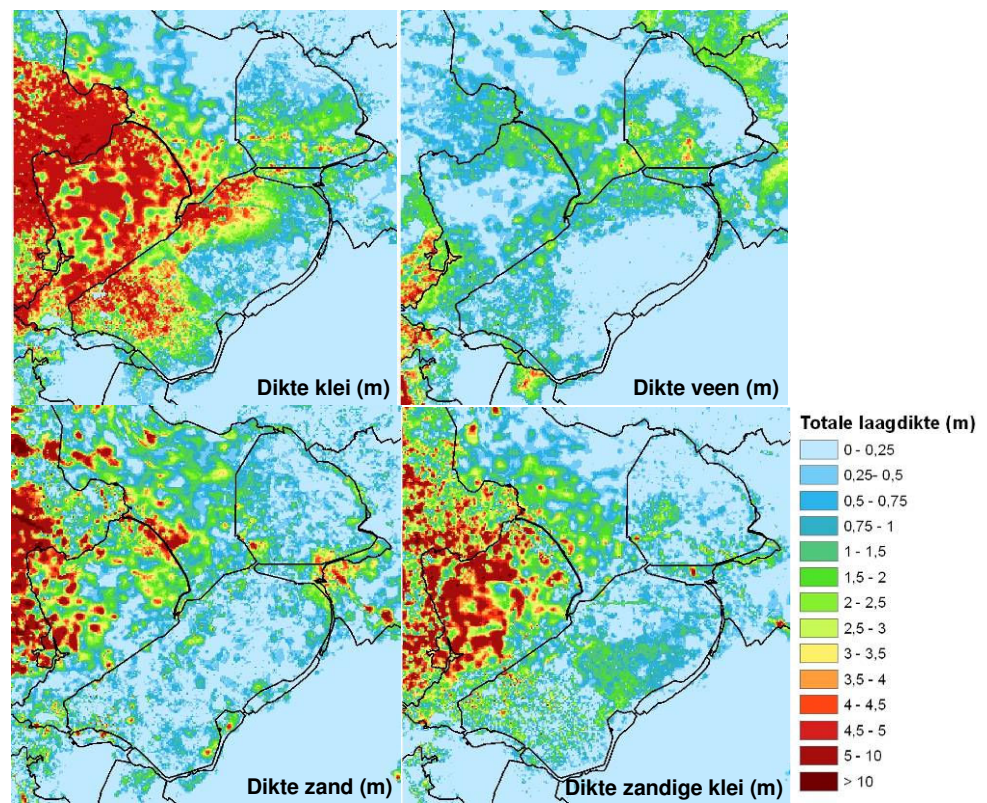 Dikte klei (m)
Dikte veen (m)
Dikte zand (m)
Dikte zandige klei (m)
Totale laagdikte (m)
0 - 0,25
0,25- 0,5
0,5 - 0,75
0,75 - 1
1 - 1,5
1,5 - 2
2 - 2,5
2,5 - 3
3 - 3,5
3,5 - 4
4 - 4,5
4,5 - 5
5 - 10
> 10